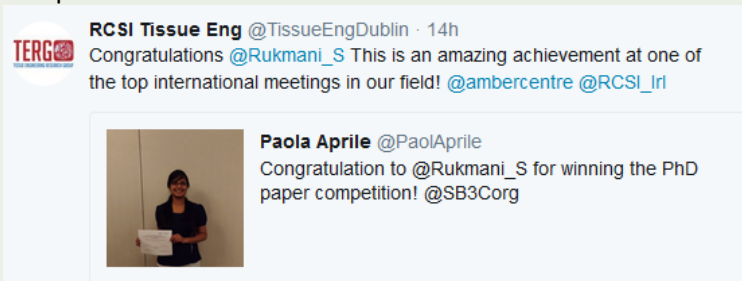 RCSI Tissue Eng @TissueEngDublin · 14h
TERG
Congratulations @Rukmani_S This is an amazing achievement at one of
the top international meetings in our field! @ambercentre @RCSI_Irl
Paola Aprile @PaolAprile
Congratulation to @Rukmani_S for winning the PhD
paper competition! @SB3Corg